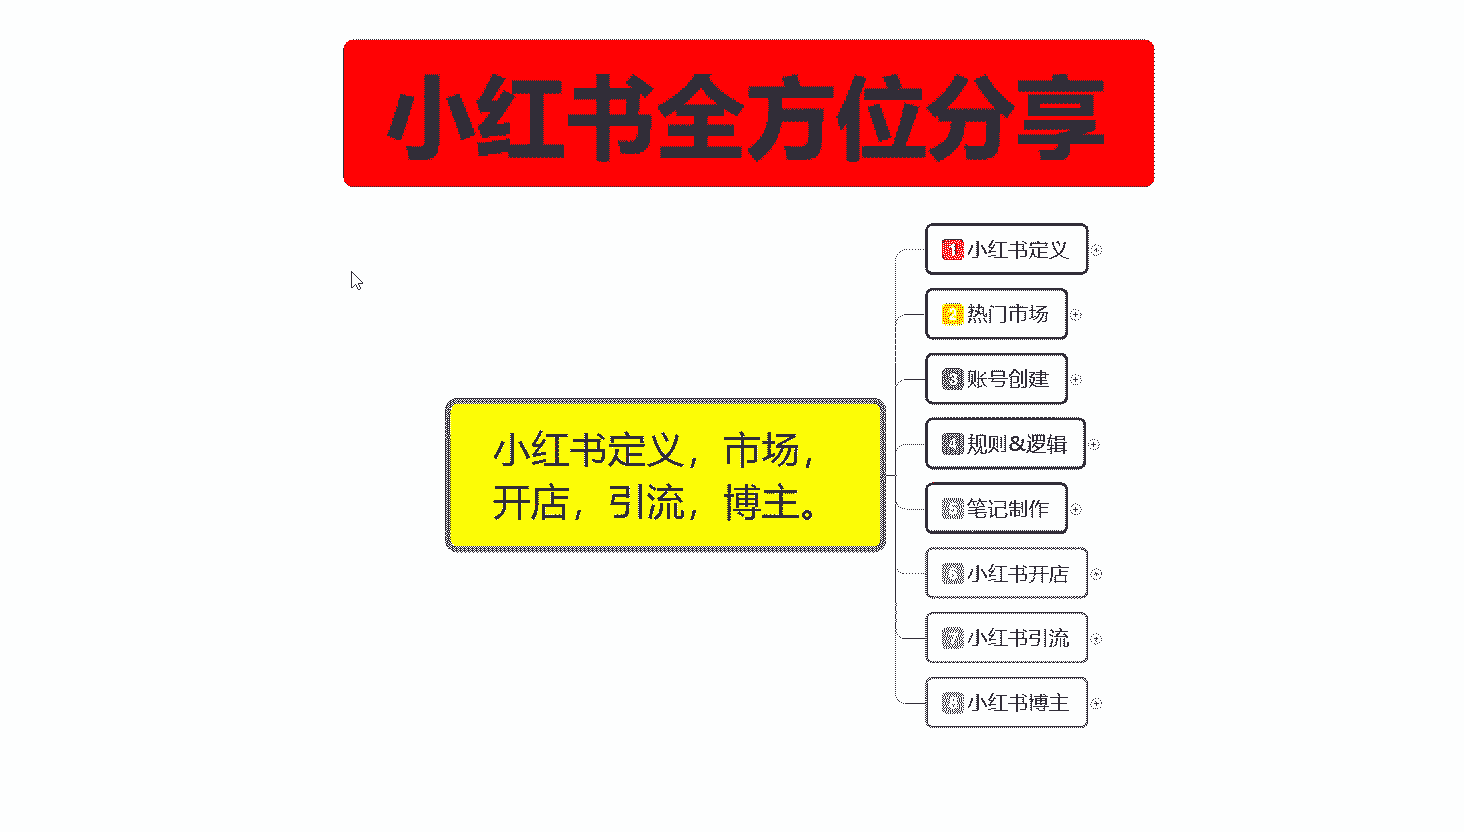 小红书全方位分享
小红书定义，市场，
开店，引流，博主。
1 小红书定义
2 热门市场
3 账号创建
4 规则&逻辑
5 笔记制作
6 小红书开店
7 小红书引流
8 小红书博主